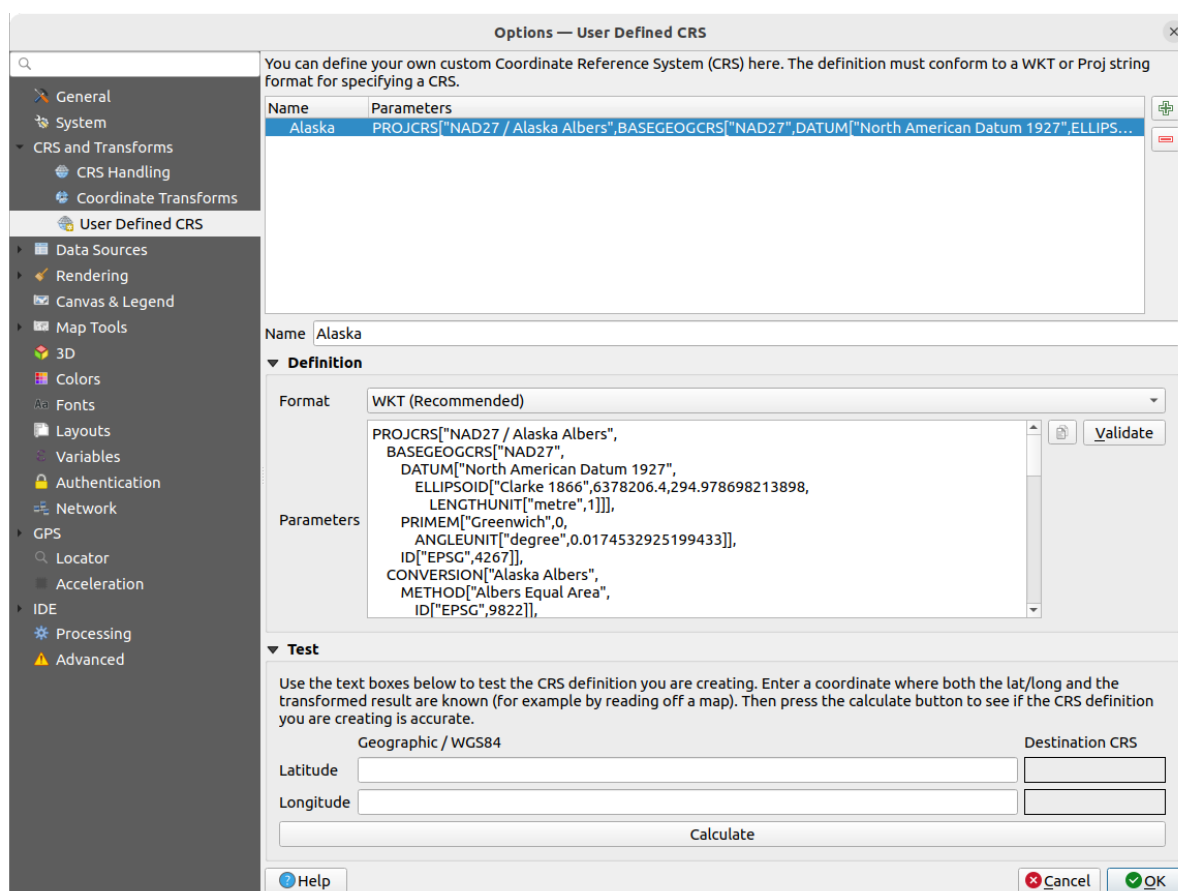 Options — User Defined CRS
General
System
CRS and Transforms
CRS Handling
Coordinate Transforms
User Defined CRS
Data Sources
Rendering
Canvas & Legend
Map Tools
3D
Colors
Fonts
Layouts
Variables
Authentication
Network
GPS
Locator
Acceleration
IDE
Processing
Advanced
You can define your own custom Coordinate Reference System (CRS) here. The definition must conform to a WKT or Proj string
format for specifying a CRS.
Name Parameters
Alaska PROJCRS["NAD27 / Alaska Albers",BASEGEOGCRS["NAD27",DATUM["North American Datum 1927",ELLIPS...
Name Alaska
Definition
Format WKT (Recommended)
Parameters
PROJCRS["NAD27 / Alaska Albers",
BASEGEOGCRS["NAD27",
DATUM["North American Datum 1927",
ELLIPSOID["Clarke 1866",6378206.4,294.978698213898,
LENGTHUNIT["metre",1]]],
PRIMEM["Greenwich",0,
ANGLEUNIT["degree",0.0174532925199433]],
ID["EPSG",4267]],
CONVERSION["Alaska Albers",
METHOD["Albers Equal Area",
ID["EPSG",9822]],
Validate
Test
Use the text boxes below to test the CRS definition you are creating. Enter a coordinate where both the lat/long and the
transformed result are known (for example by reading off a map). Then press the calculate button to see if the CRS definition
you are creating is accurate.
Geographic / WGS84 Destination CRS
Latitude
Longitude
Calculate
Help Cancel OK